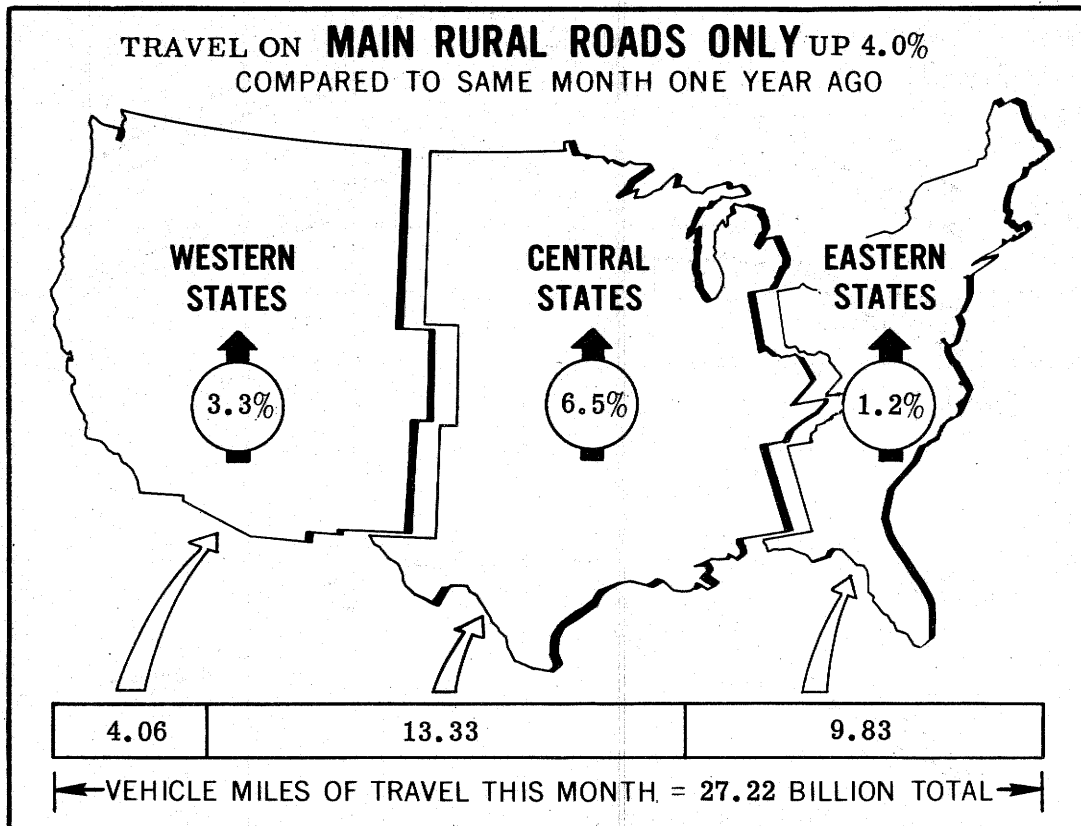 TRAVEL ON MAIN RURAL ROADS ONLY UP 4.0%
COMPARED TO SAME MONTH ONE YEAR AGO
WESTERN
STATES
3.3%
CENTRAL
STATES
6.5%
EASTERN
STATES
1.2%
4.06 13.33 9.83
VEHICLE MILES OF TRAVEL THIS MONTH = 27.22 BILLION TOTAL